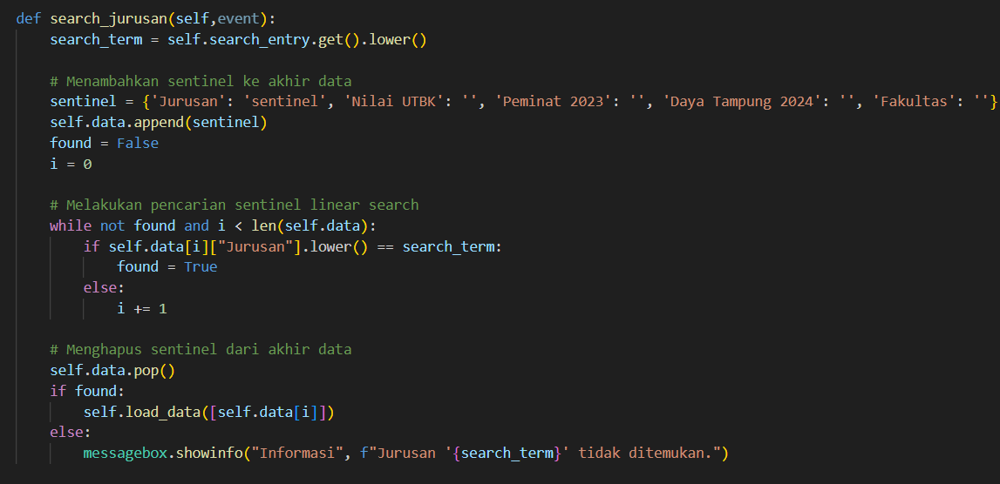 def search_jurusan(self,event):
    search_term = self.search_entry.get().lower()

    # Menambahkan sentinel ke akhir data
    sentinel = {'Jurusan': 'sentinel', 'Nilai UTBK': '', 'Peminat 2023': '', 'Daya Tampung 2024': '', 'Fakultas': ''}
    self.data.append(sentinel)
    found = False
    i = 0

    # Melakukan pencarian sentinel linear search
    while not found and i < len(self.data):
        if self.data[i]["Jurusan"].lower() == search_term:
            found = True
        else:
            i += 1

    # Menghapus sentinel dari akhir data
    self.data.pop()
    if found:
        self.load_data([self.data[i]])
    else:
        messagebox.showinfo("Informasi", f"Jurusan '{search_term}' tidak ditemukan.")